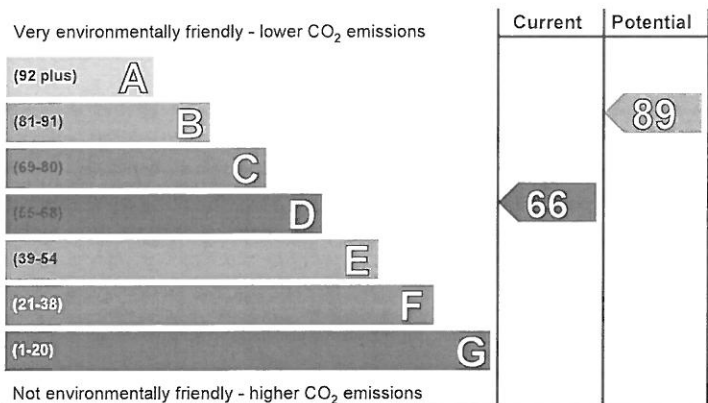 Current Potential
Very environmentally friendly - lower CO₂ emissions
(92 plus) A
(81-91) B
89
(69-80) C
(55-68) D
66
(39-54 E
(21-38) F
(1-20) G
Not environmentally friendly - higher CO₂ emissions